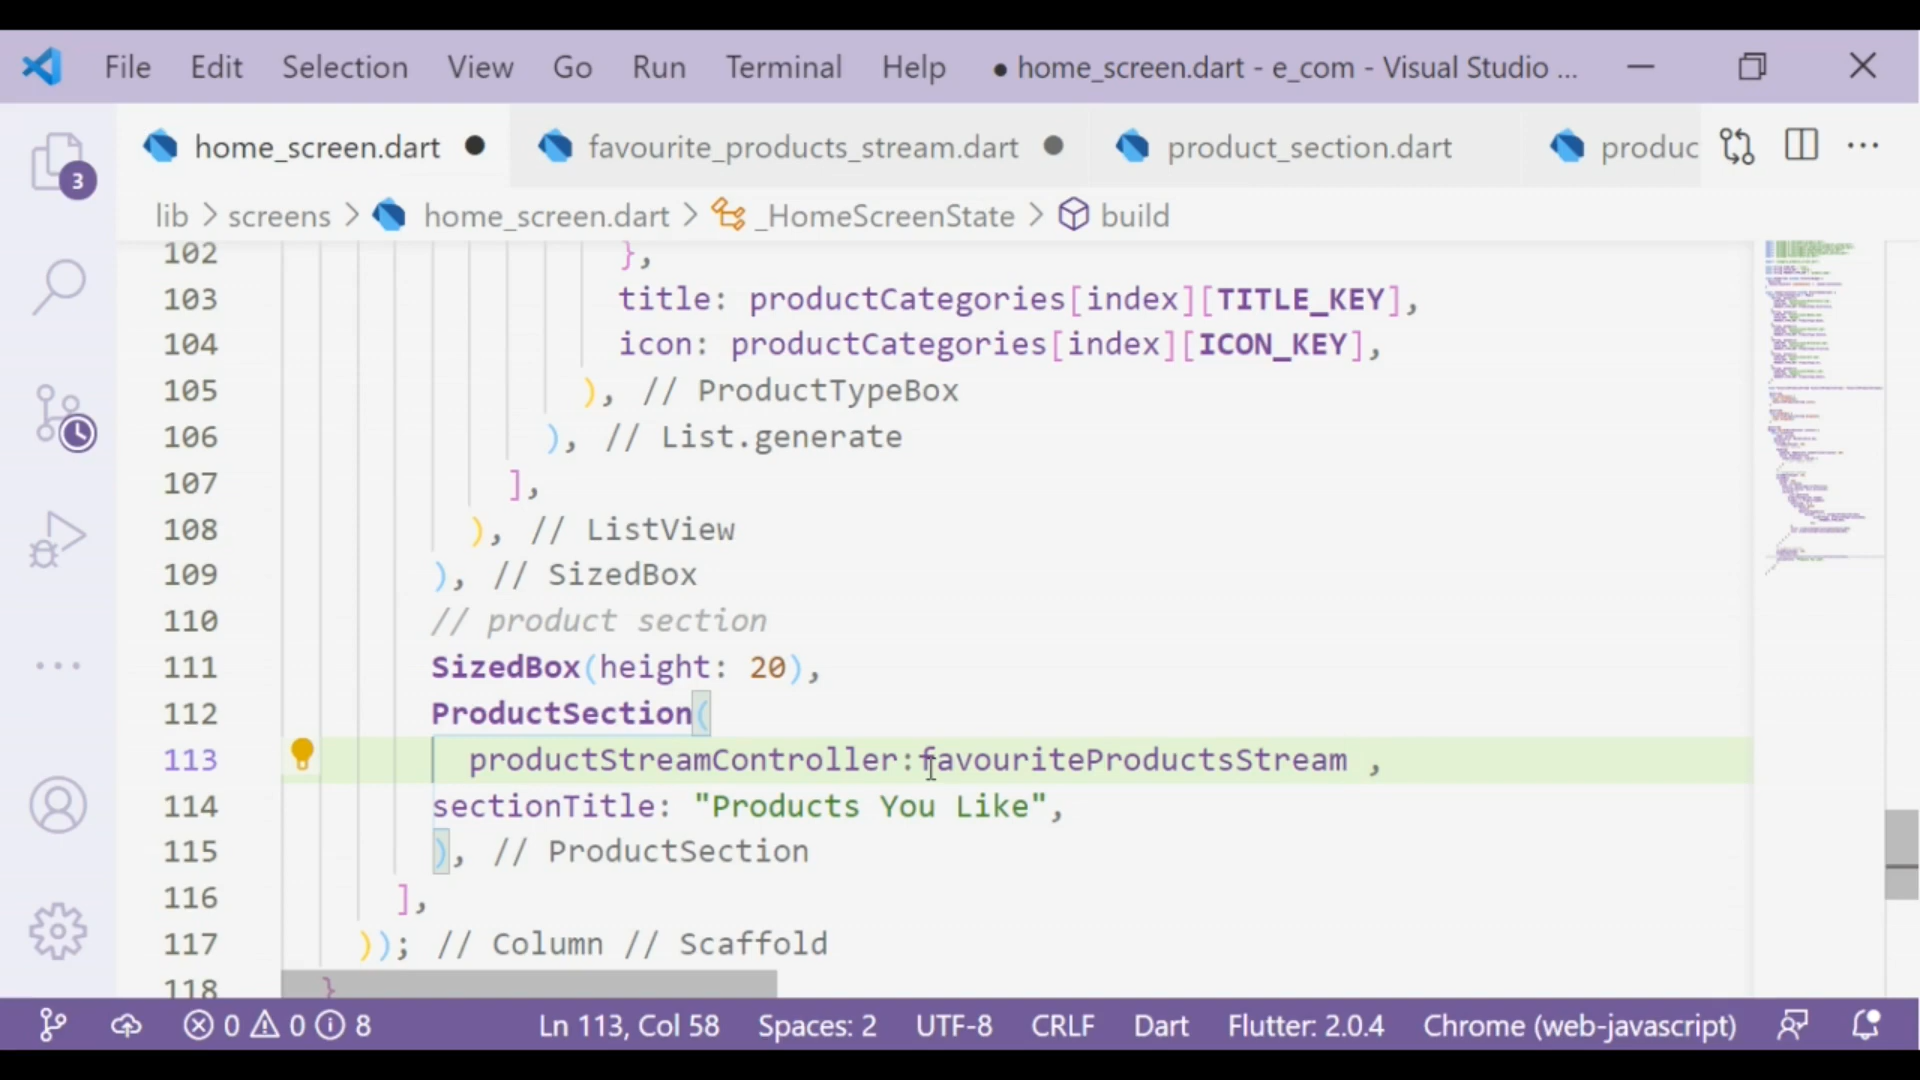 File Edit Selection View Go Run Terminal Help ● home_screen.dart - e_com - Visual Studio ...
home_screen.dart ● favourite_products_stream.dart ● product_section.dart produc ...
3
lib > screens > home_screen.dart > _HomeScreenState > build
102 },
103 title: productCategories[index][TITLE_KEY],
104 icon: productCategories[index][ICON_KEY],
105 ), // ProductTypeBox
106 ), // List.generate
107 ],
108 ), // ListView
109 ), // SizedBox
110 // product section
111 SizedBox(height: 20),
112 ProductSection(
113 productStreamController:favouriteProductsStream ,
114 sectionTitle: "Products You Like",
115 ), // ProductSection
116 ],
117 )); // Column // Scaffold
118 }
0 0 8 Ln 113, Col 58 Spaces: 2 UTF-8 CRLF Dart Flutter: 2.0.4 Chrome (web-javascript)